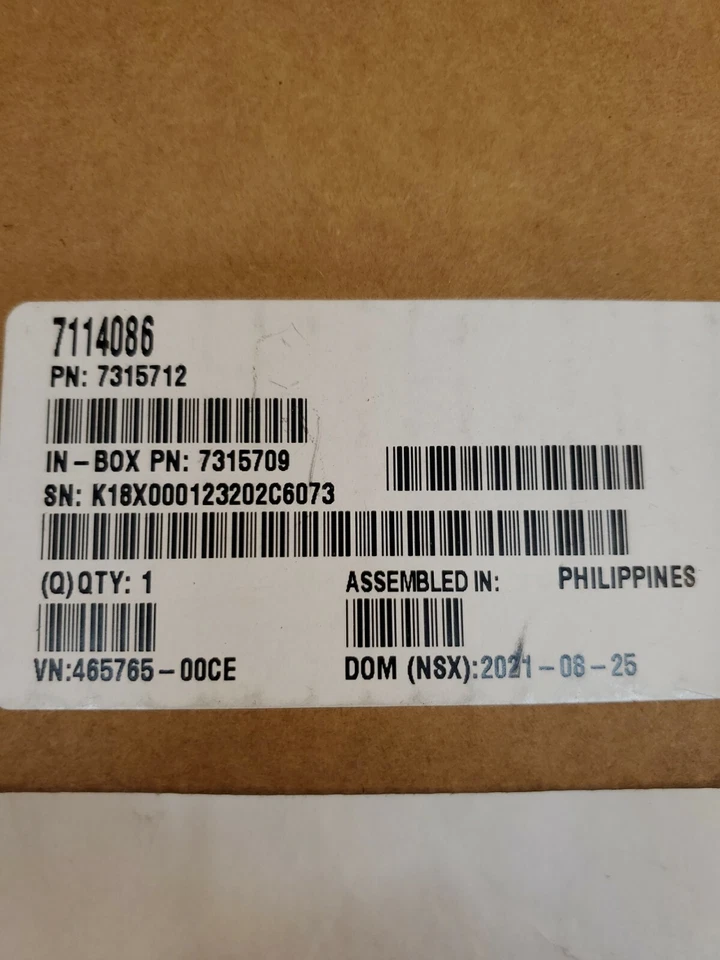 7114086
PN: 7315712
IN-BOX PN: 7315709
SN: K18X000123202C6073
(Q) QTY: 1
ASSEMBLED IN: PHILIPPINES
VN:465765-00CE
DOM (NSX):2021-08-25